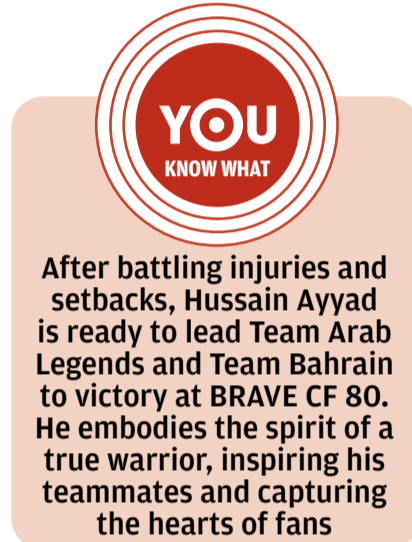 YOU
KNOW WHAT
After battling injuries and
setbacks, Hussain Ayyad
is ready to lead Team Arab
Legends and Team Bahrain
to victory at BRAVE CF 80.
He embodies the spirit of a
true warrior, inspiring his
teammates and capturing
the hearts of fans